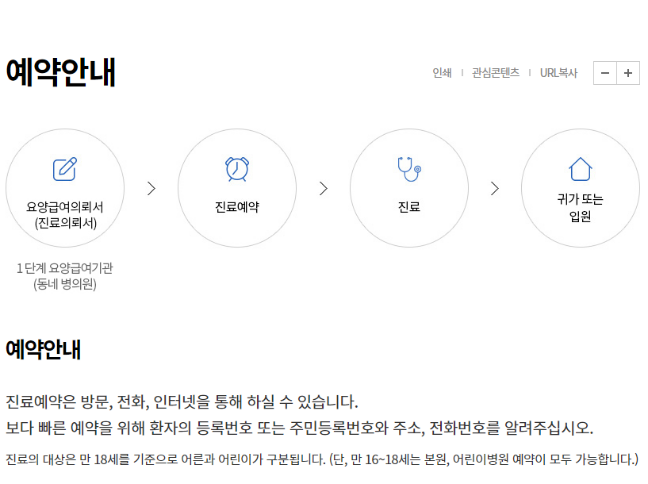 예약안내
인쇄 관심콘텐츠 URL복사
요양급여의뢰서
(진료의뢰서)
진료예약
진료
귀가 또는
입원
1단계 요양급여기관
(동네 병의원)
예약안내
진료예약은 방문, 전화, 인터넷을 통해 하실 수 있습니다.
보다 빠른 예약을 위해 환자의 등록번호 또는 주민등록번호와 주소, 전화번호를 알려주십시오.
진료의 대상은 만 18세를 기준으로 어른과 어린이가 구분됩니다. (단, 만 16~18세는 본원, 어린이병원 예약이 모두 가능합니다.)